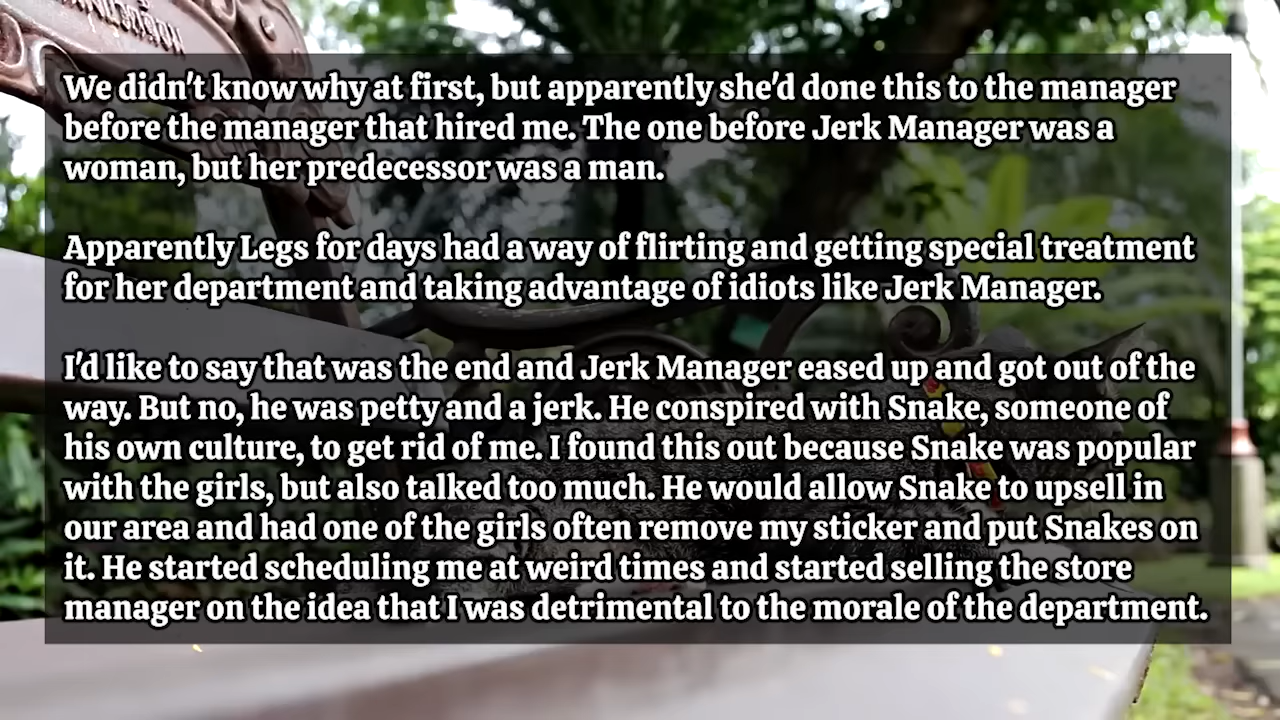 We didn't know why at first, but apparently she'd done this to the manager
before the manager that hired me. The one before Jerk Manager was a
woman, but her predecessor was a man.
Apparently Legs for days had a way of flirting and getting special treatment
for her department and taking advantage of idiots like Jerk Manager.
I'd like to say that was the end and Jerk Manager eased up and got out of the
way. But no, he was petty and a jerk. He conspired with Snake, someone of
his own culture, to get rid of me. I found this out because Snake was popular
with the girls, but also talked too much. He would allow Snake to upsell in
our area and had one of the girls often remove my sticker and put Snakes on
it. He started scheduling me at weird times and started selling the store
manager on the idea that I was detrimental to the morale of the department.